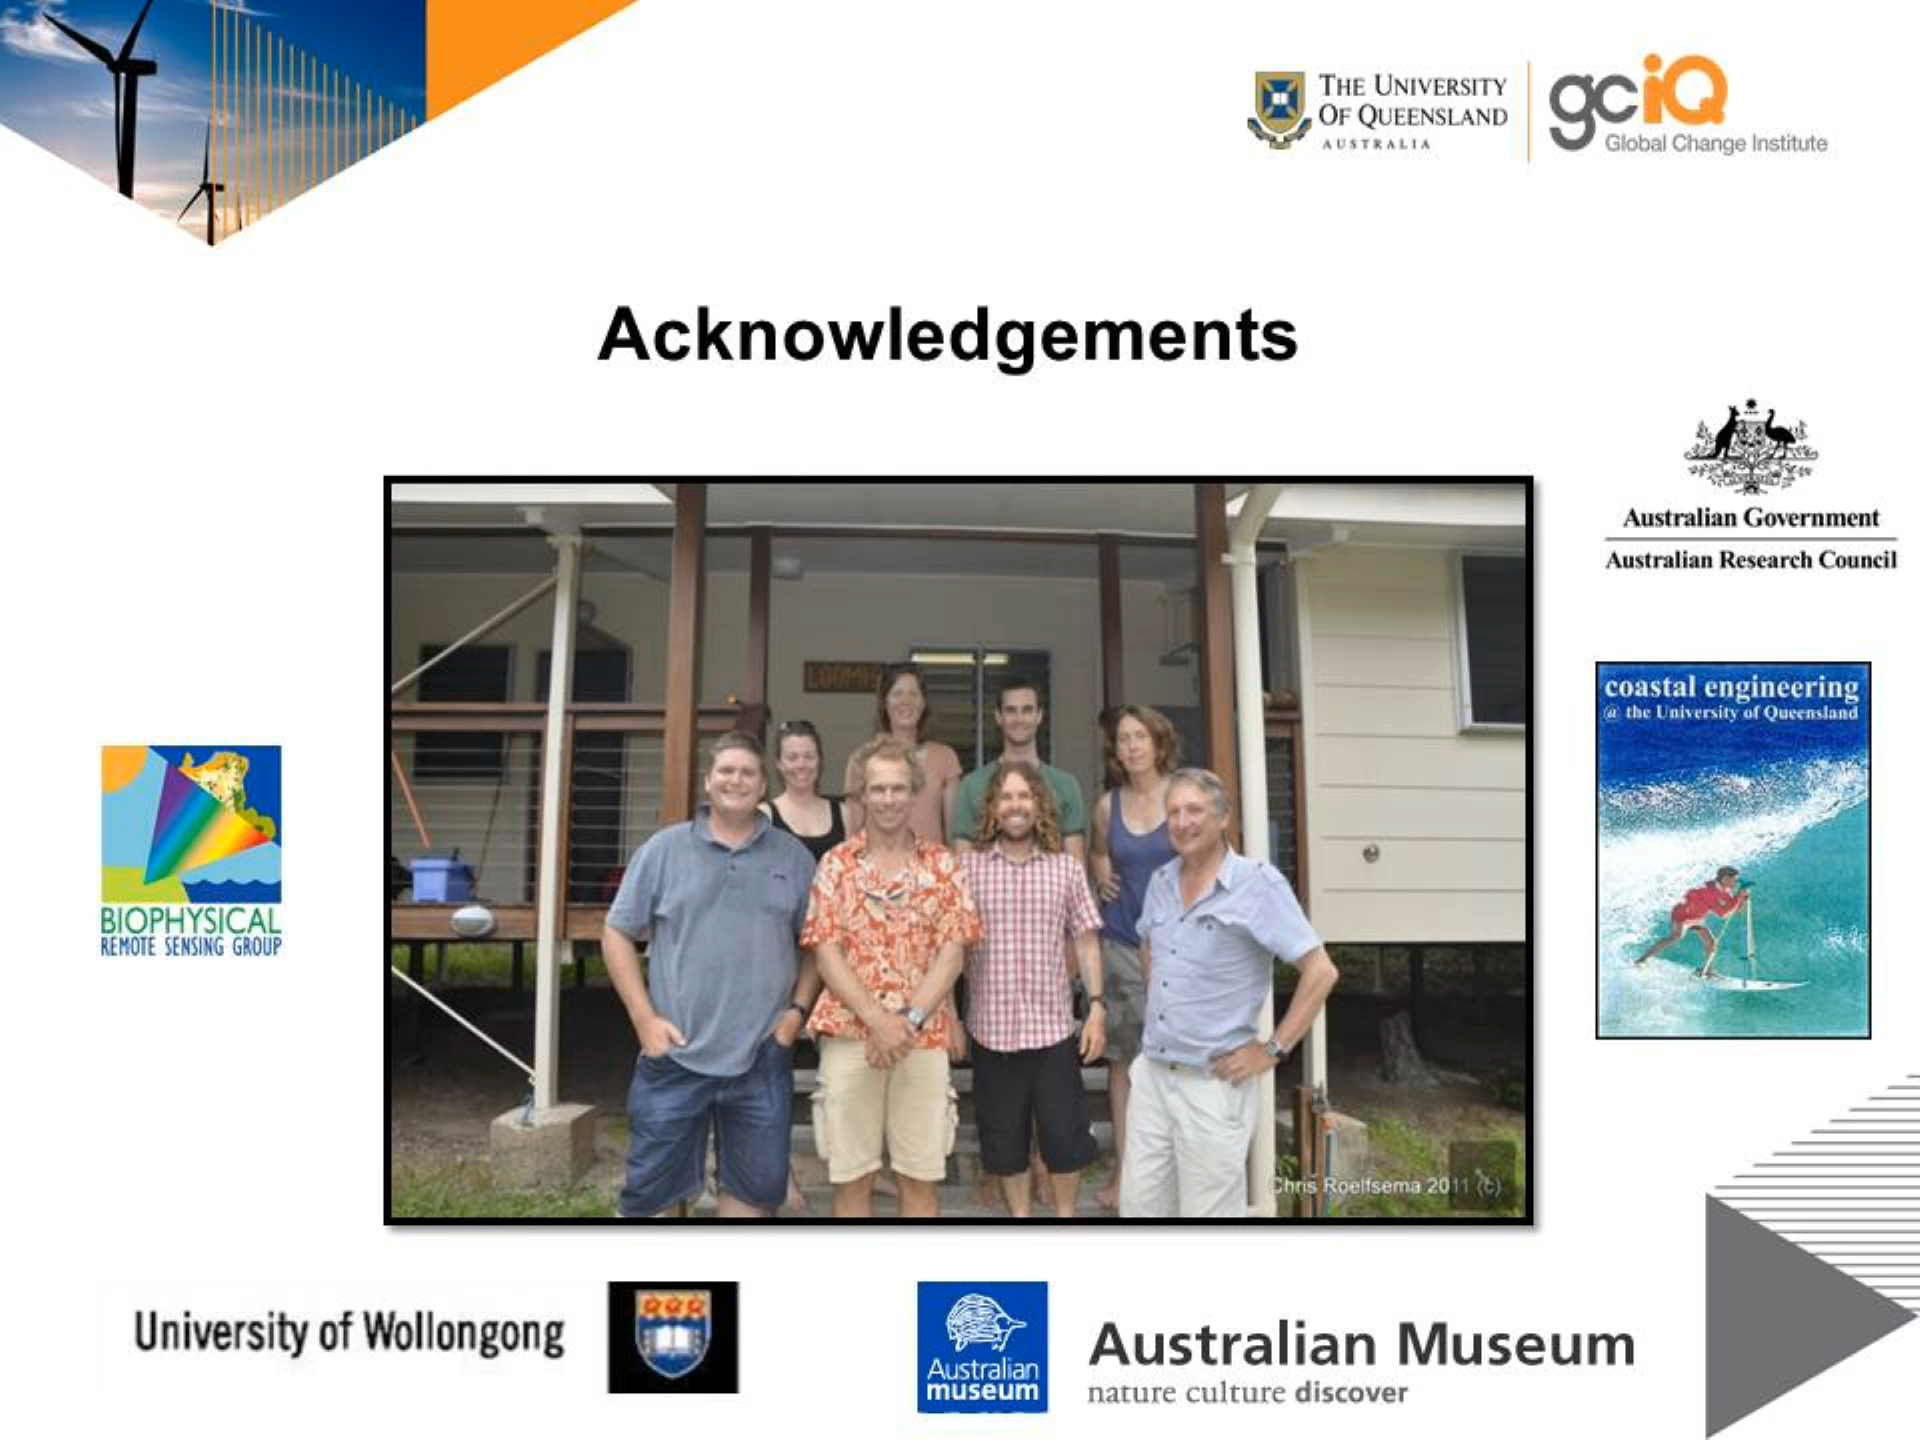 THE UNIVERSITY
OF QUEENSLAND
AUSTRALIA
gciQ
Global Change Institute
Acknowledgements
Australian Government
Australian Research Council
LOOMIS
coastal engineering
@ the University of Queensland
BIOPHYSICAL
REMOTE SENSING GROUP
Chris Roelfsema 2011 (c)
University of Wollongong
Australian
museum
Australian Museum
nature culture discover